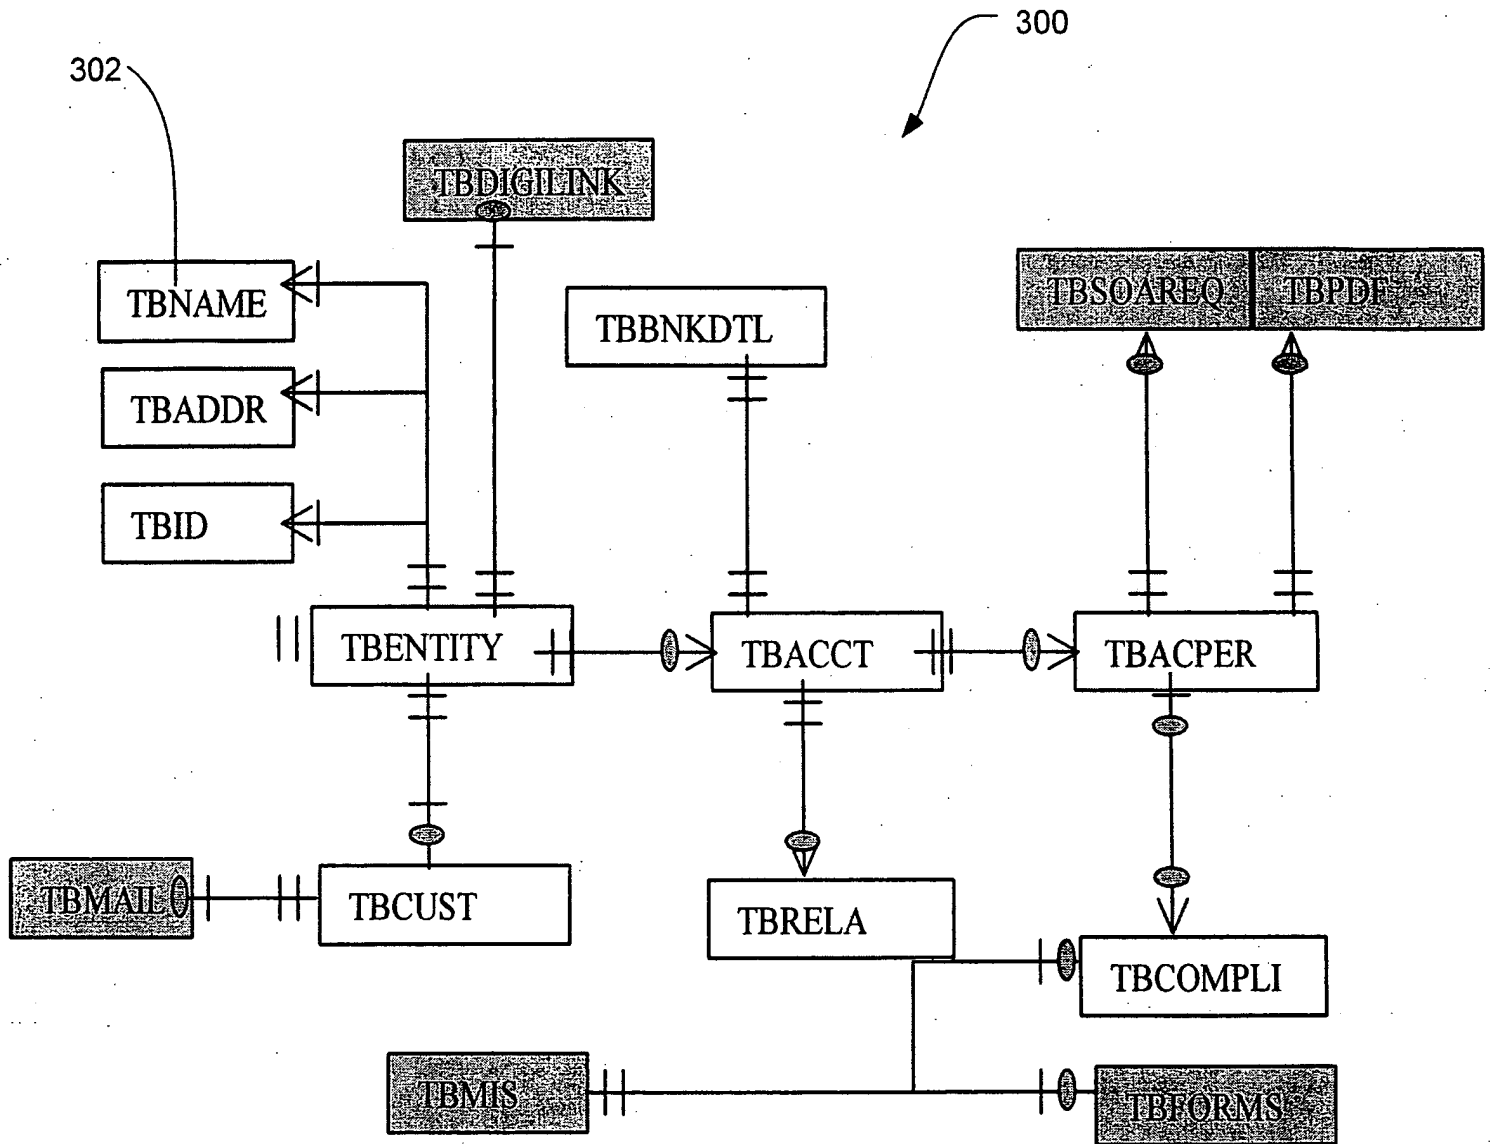 300
302
TBDIGILINK
TBNAME
TBSOAREQ
TBPDF
TBBNKDTL
TBADDR
TBID
TBENTITY
TBACCT
TBACPER
TBMAIL
TBCUST
TBRELA
TBCOMPLI
TBMIS
TBFORMS